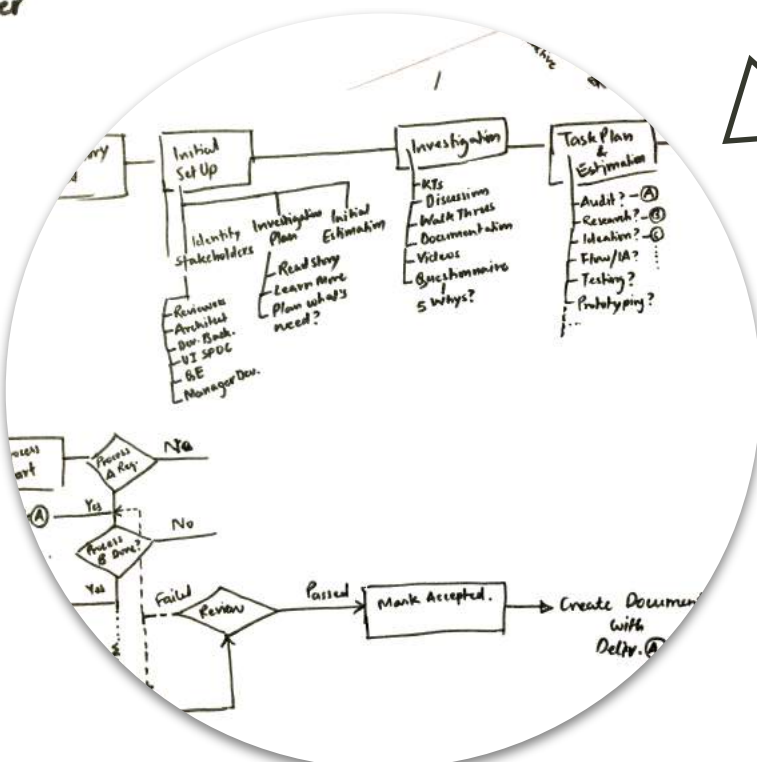 er
Initial
Set Up
Investigation
Task Plan
&
Estimation
Identify
Stakeholders
Investigation
Plan
Initial
Estimation
Reviewers
Architect
Dev. Back.
UI SPOC
BE
Manager Dev.
Read Story
Learn More
Plan what's
need?
KTs
Discussion
Walk Thrus
Documentation
Videos
Questionnaire
5 Whys?
Audit? - A
Research? - B
Ideation? - C
Flow/IA?
Testing?
Prototyping?
Process
A Req.
No
Yes
A
Process
B Done?
No
Yes
Failed
Review
Passed
Mark Accepted.
Create Documen
with
Deliv. A